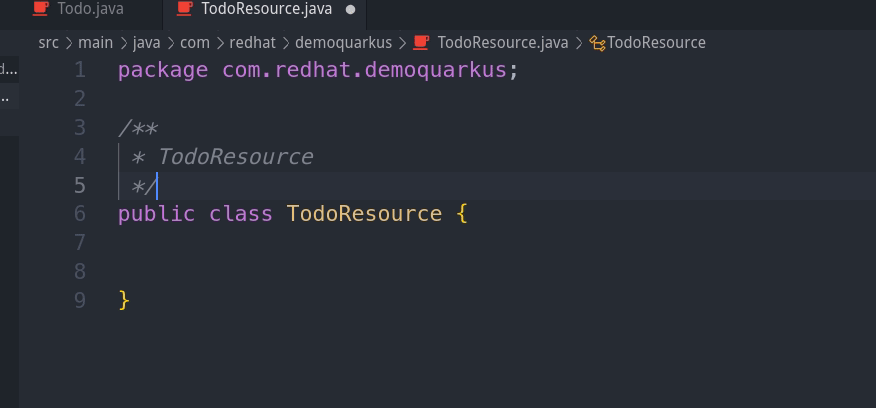 Todo.java TodoResource.java
src > main > java > com > redhat > demoquarkus > TodoResource.java > TodoResource
d...
1 package com.redhat.demoquarkus;
..
2
3 /**
4 * TodoResource
5 */
6 public class TodoResource {
7
8
9 }